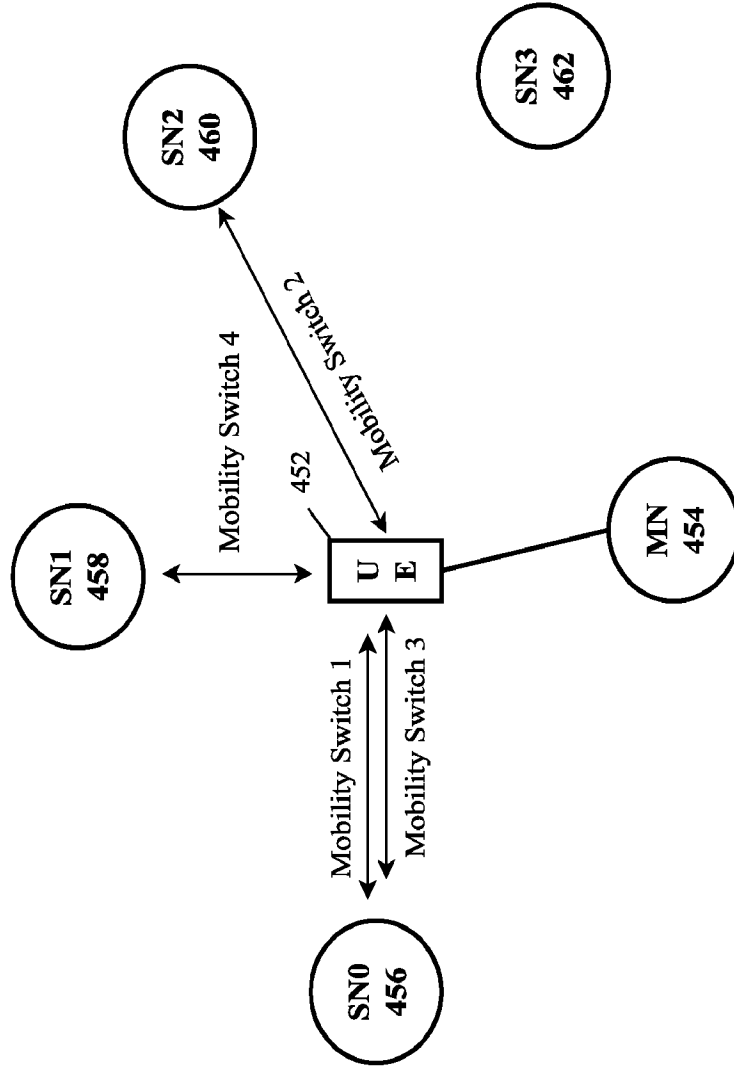 SN1
458
SN2
460
SN3
462
Mobility Switch 4
Mobility Switch 2
452
U
E
Mobility Switch 1
Mobility Switch 3
SN0
456
MN
454